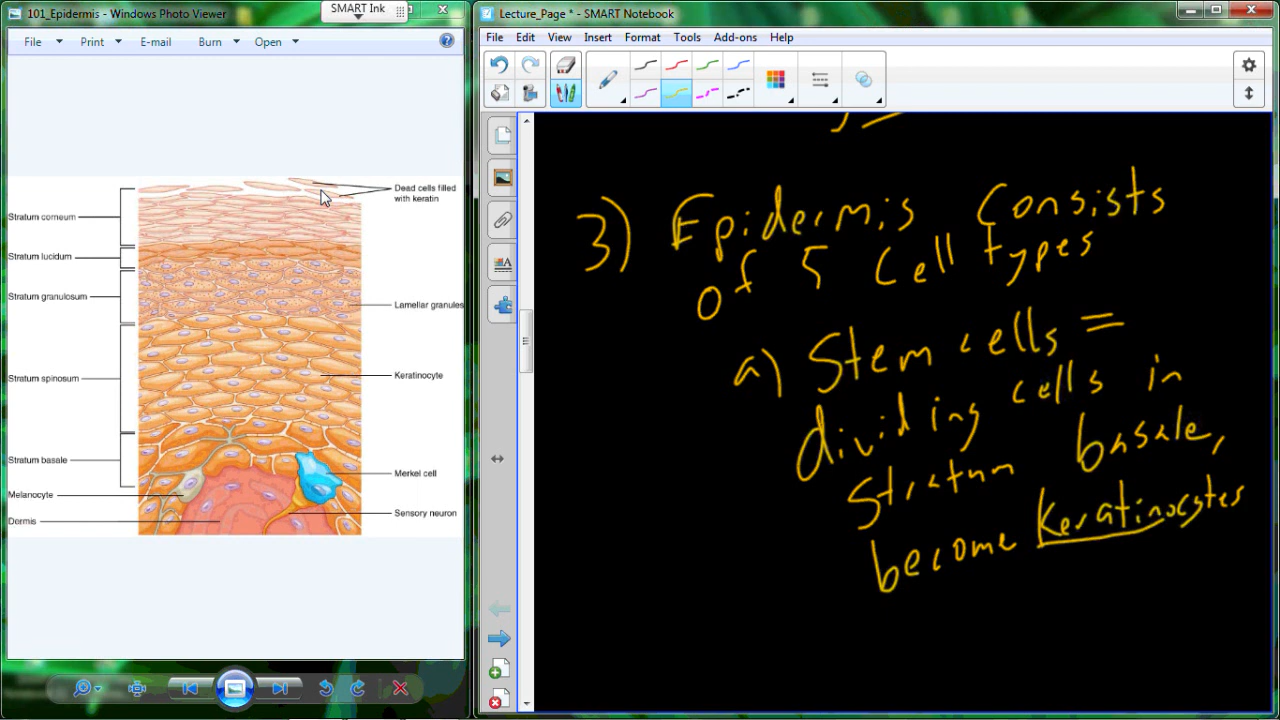 101_Epidermis - Windows Photo Viewer
SMART Ink
File Print E-mail Burn Open
Dead cells filled
with keratin
Stratum corneum
Stratum lucidum
Stratum granulosum
Lamellar granules
Keratinocyte
Stratum spinosum
Stratum basale
Merkel cell
Melanocyte
Sensory neuron
Dermis
Lecture_Page * - SMART Notebook
File Edit View Insert Format Tools Add-ons Help
3) Epidermis Consists
of 5 Cell types
a) Stem cells =
dividing cells in
Stratum basale,
become Keratinocytes